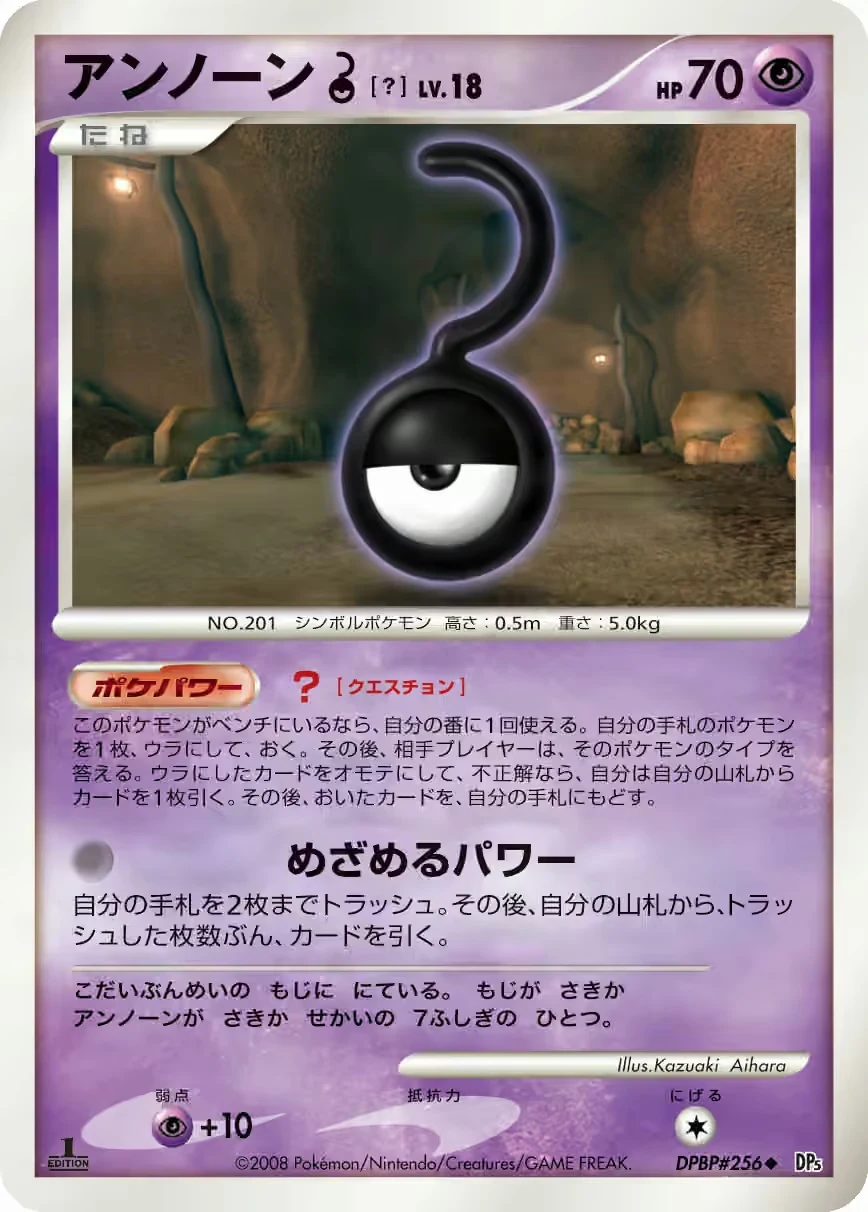 アンノーン ? [?] LV.18 HP 70
たね
NO.201 シンボルポケモン 高さ:0.5m 重さ:5.0kg
ポケパワー ? [クエスチョン]
このポケモンがベンチにいるなら、自分の番に1回使える。自分の手札のポケモン
を1枚、ウラにして、おく。その後、相手プレイヤーは、そのポケモンのタイプを
答える。ウラにしたカードをオモテにして、不正解なら、自分は自分の山札から
カードを1枚引く。その後、おいたカードを、自分の手札にもどす。
めざめるパワー
自分の手札を2枚までトラッシュ。その後、自分の山札から、トラッ
シュした枚数ぶん、カードを引く。
こだいぶんめいの もじに にている。 もじが さきか
アンノーンが さきか せかいの 7ふしぎの ひとつ。
Illus.Kazuaki Aihara
弱点 抵抗力 にげる
+10
1 EDITION ©2008 Pokémon/Nintendo/Creatures/GAME FREAK. DPBP#256◆ DP5